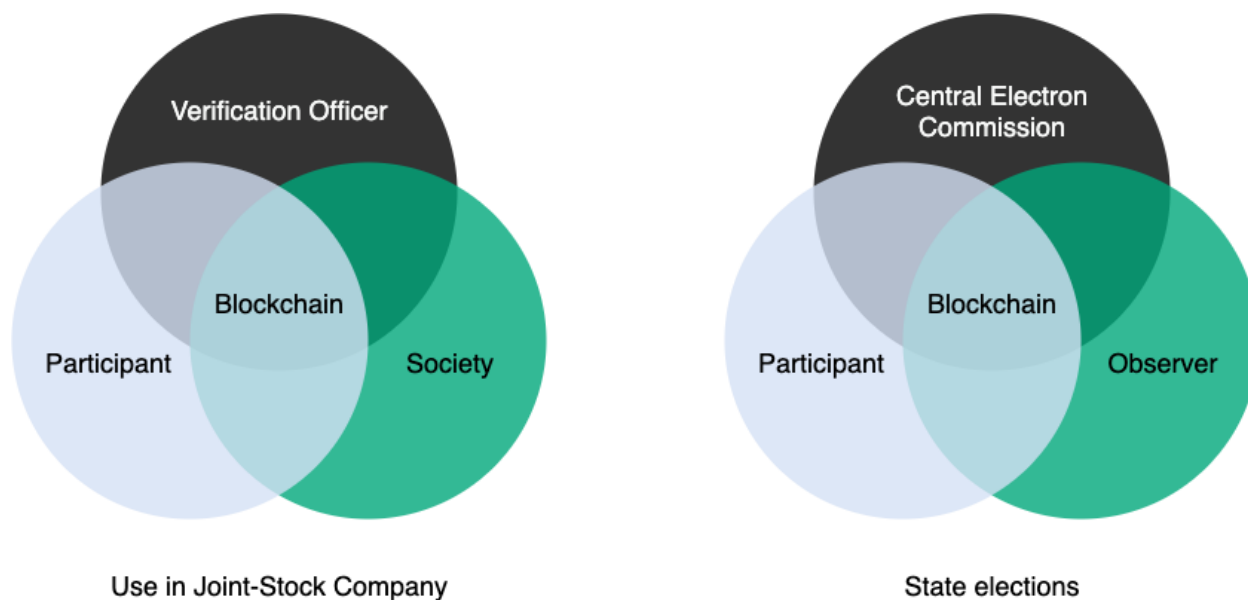 Verification Officer
Blockchain
Participant
Society
Use in Joint-Stock Company
Central Electron
Commission
Blockchain
Participant
Observer
State elections